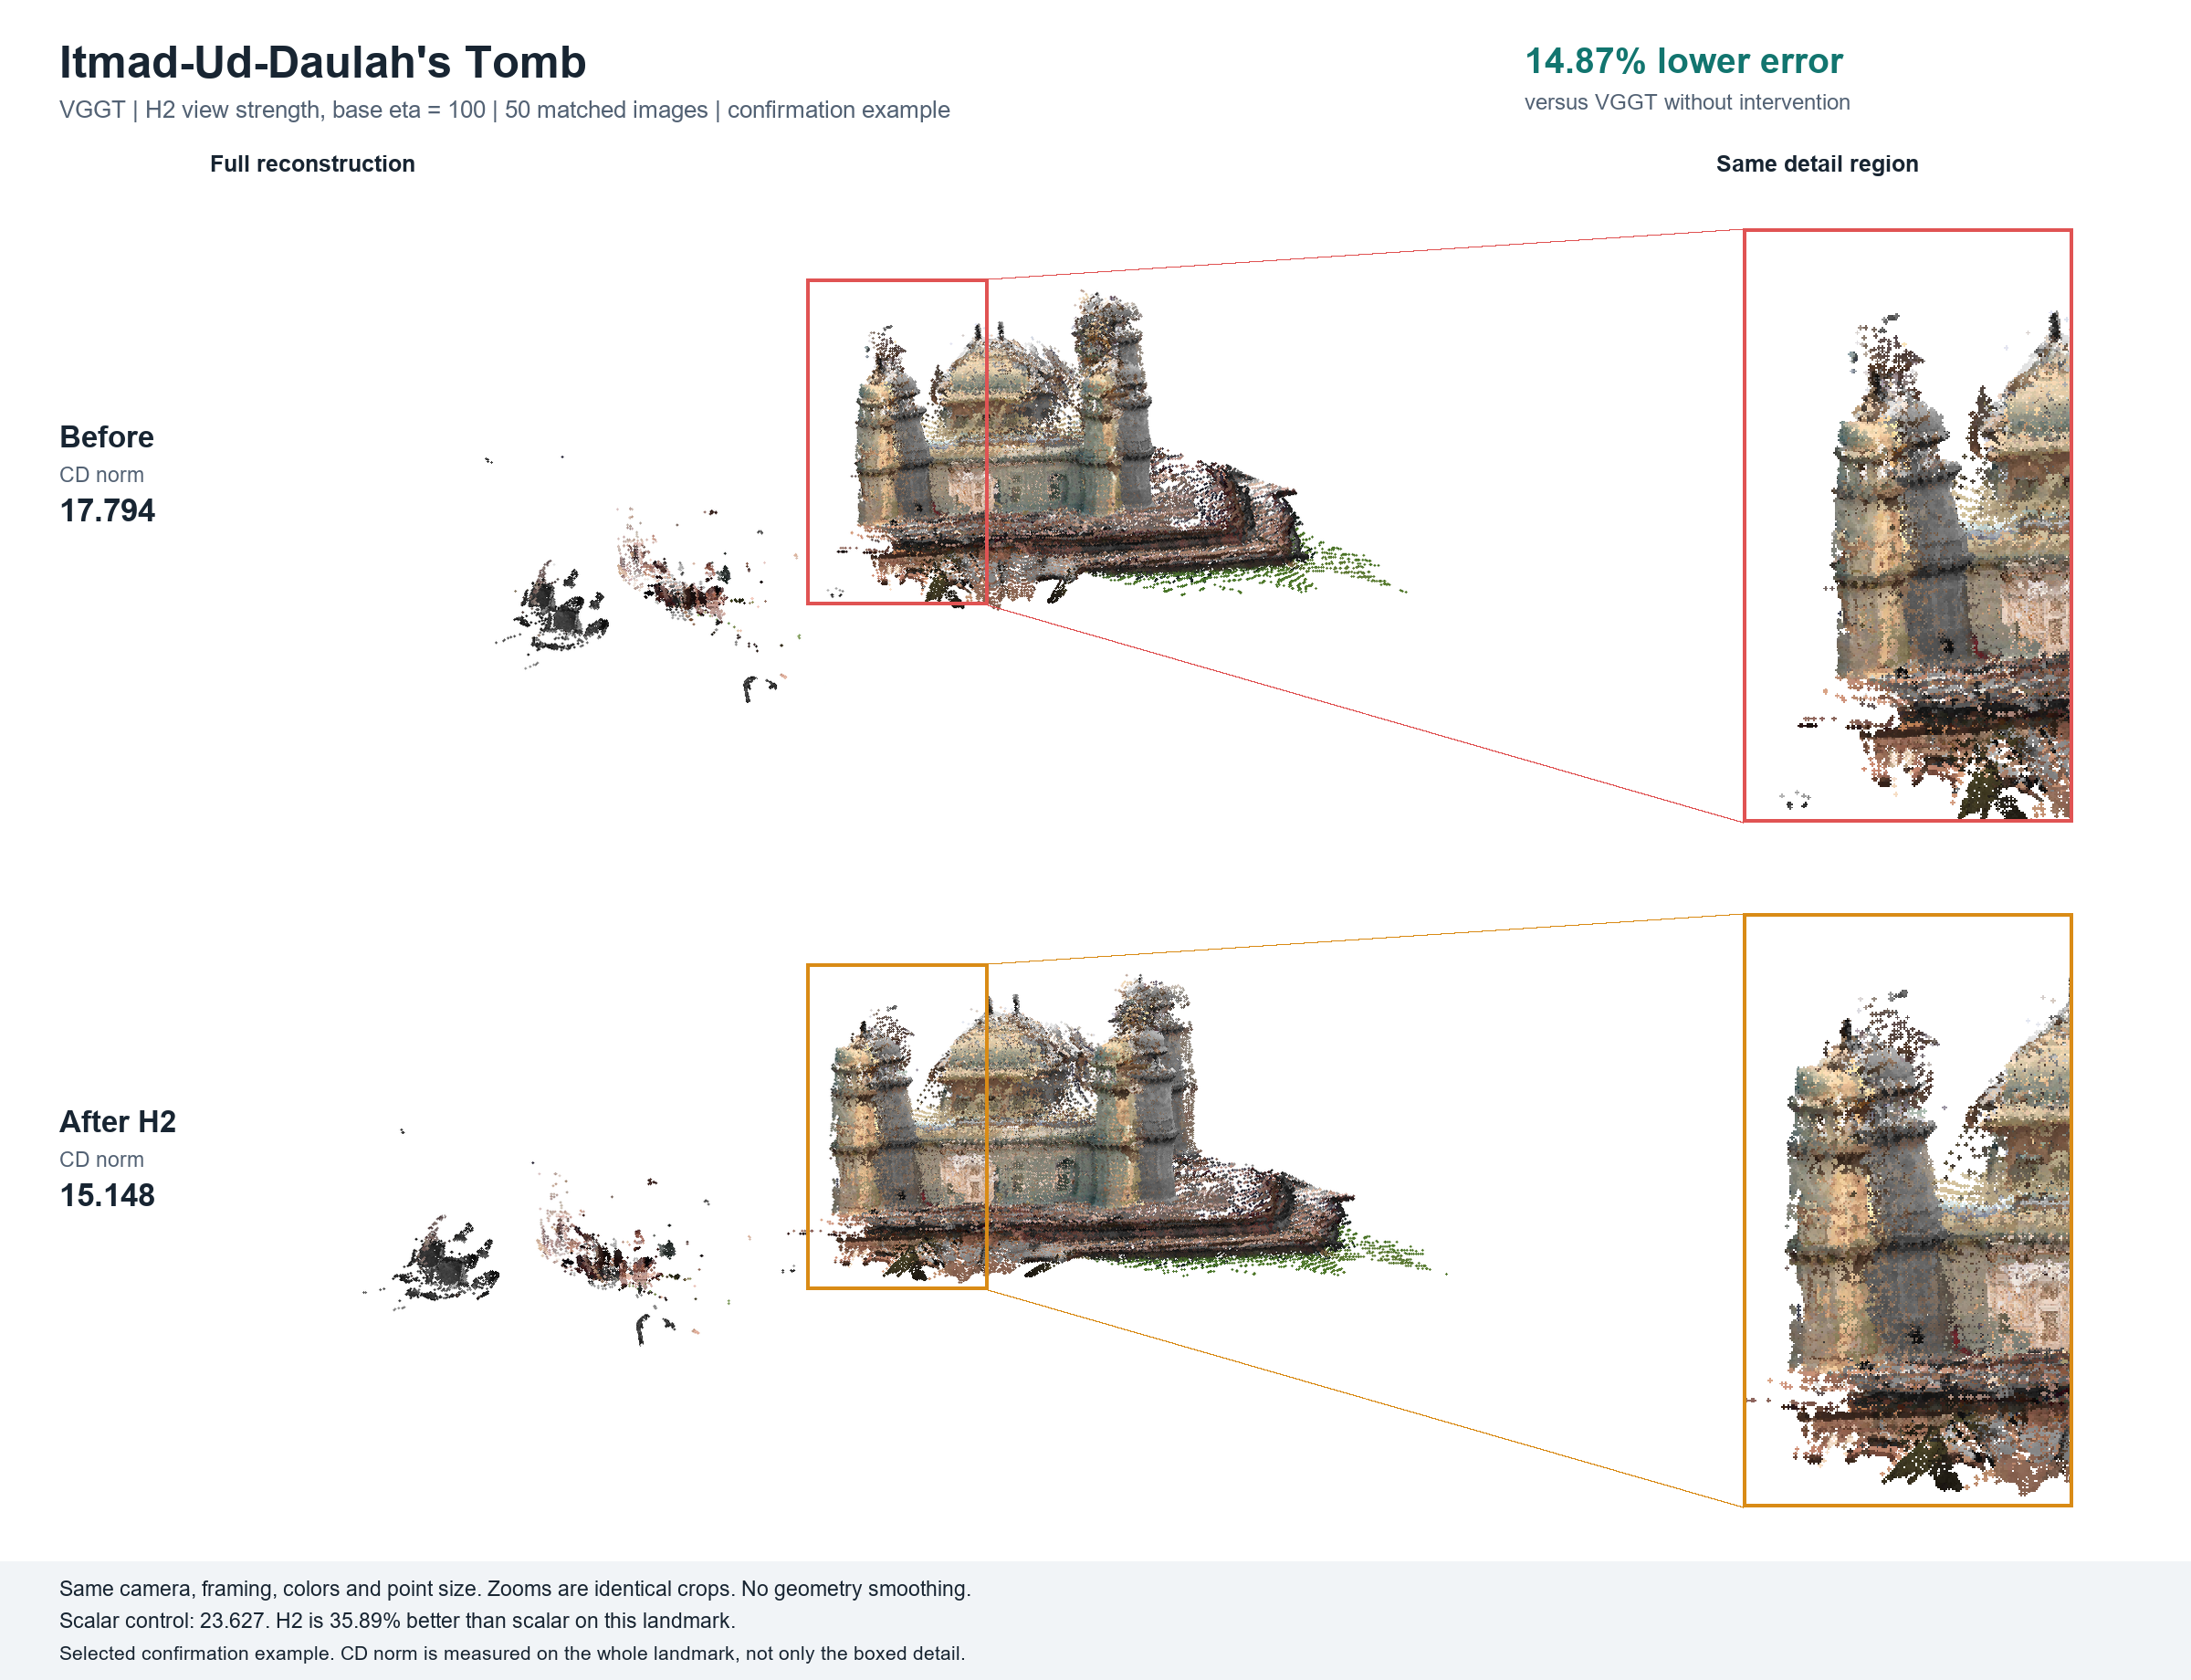 Itmad-Ud-Daulah's Tomb
14.87% lower error
VGGT | H2 view strength, base eta = 100 | 50 matched images | confirmation example
versus VGGT without intervention
Full reconstruction
Same detail region
Before
CD norm
17.794
After H2
CD norm
15.148
Same camera, framing, colors and point size. Zooms are identical crops. No geometry smoothing.
Scalar control: 23.627. H2 is 35.89% better than scalar on this landmark.
Selected confirmation example. CD norm is measured on the whole landmark, not only the boxed detail.